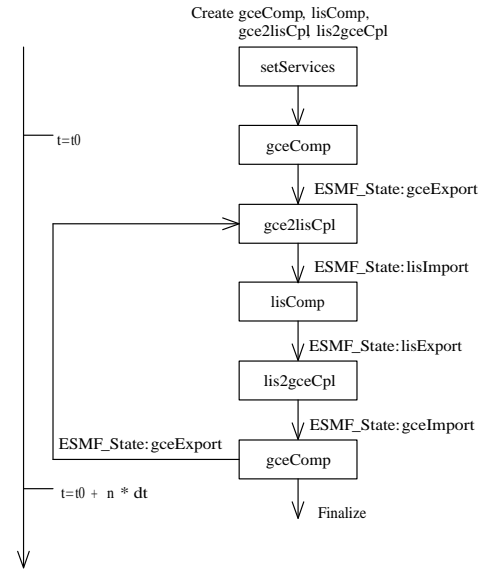 Create gceComp, lisComp,
gce2lisCpl, lis2gceCpl
setServices
t=t0
gceComp
ESMF_State:gceExport
gce2lisCpl
ESMF_State:lisImport
lisComp
ESMF_State:lisExport
lis2gceCpl
ESMF_State:gceImport
ESMF_State:gceExport
gceComp
t=t0 + n * dt
Finalize